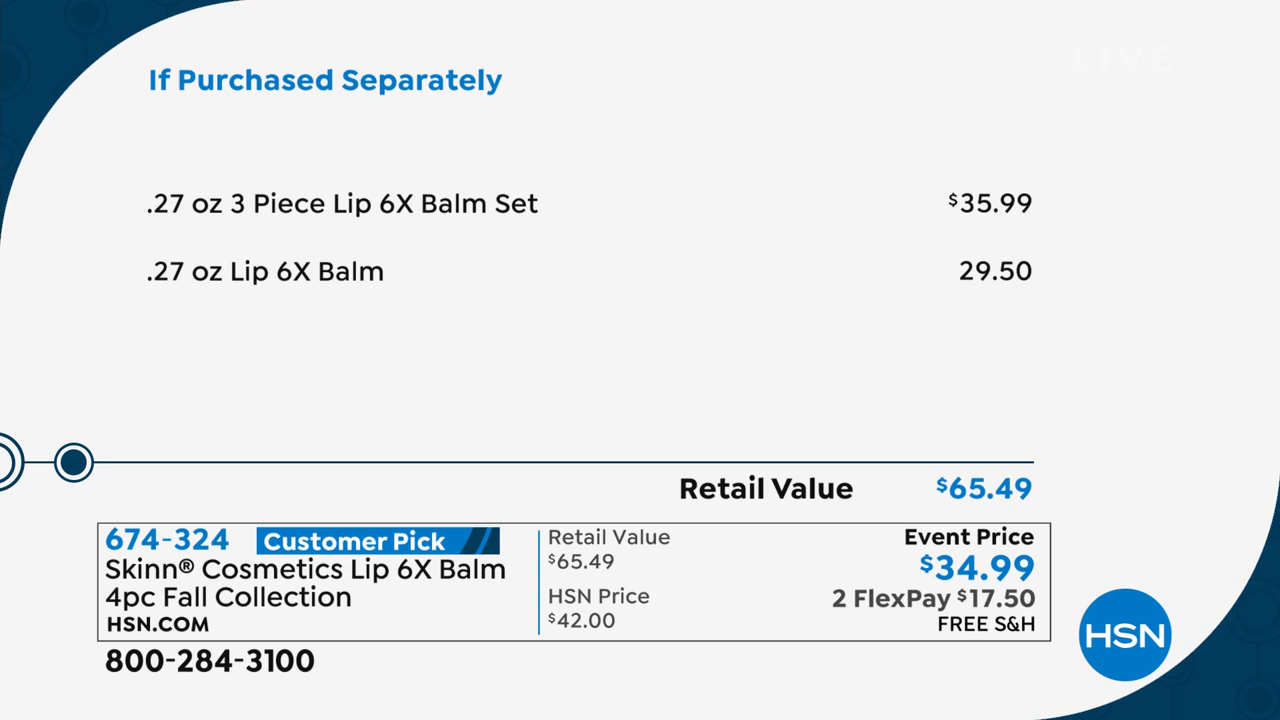 LIVE
If Purchased Separately
.27 oz 3 Piece Lip 6X Balm Set $35.99
.27 oz Lip 6X Balm 29.50
Retail Value $65.49
674-324 Customer Pick
Skinn® Cosmetics Lip 6X Balm
4pc Fall Collection
HSN.COM
Retail Value
$65.49
HSN Price
$42.00
Event Price
$34.99
2 FlexPay $17.50
FREE S&H
HSN
800-284-3100